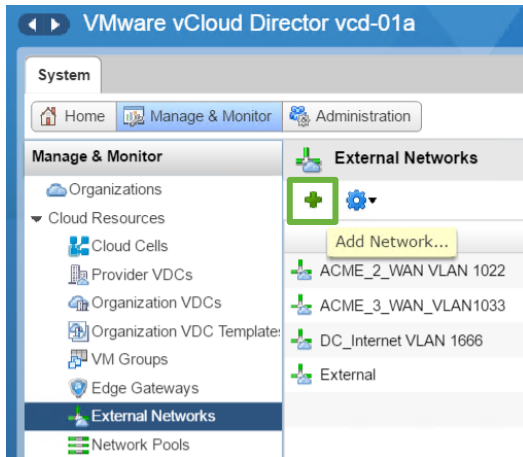 VMware vCloud Director vcd-01a
System
Home Manage & Monitor Administration
Manage & Monitor
Organizations
Cloud Resources
Cloud Cells
Provider VDCs
Organization VDCs
Organization VDC Templates
VM Groups
Edge Gateways
External Networks
Network Pools
External Networks
Add Network...
ACME_2_WAN VLAN 1022
ACME_3_WAN_VLAN1033
DC_Internet VLAN 1666
External